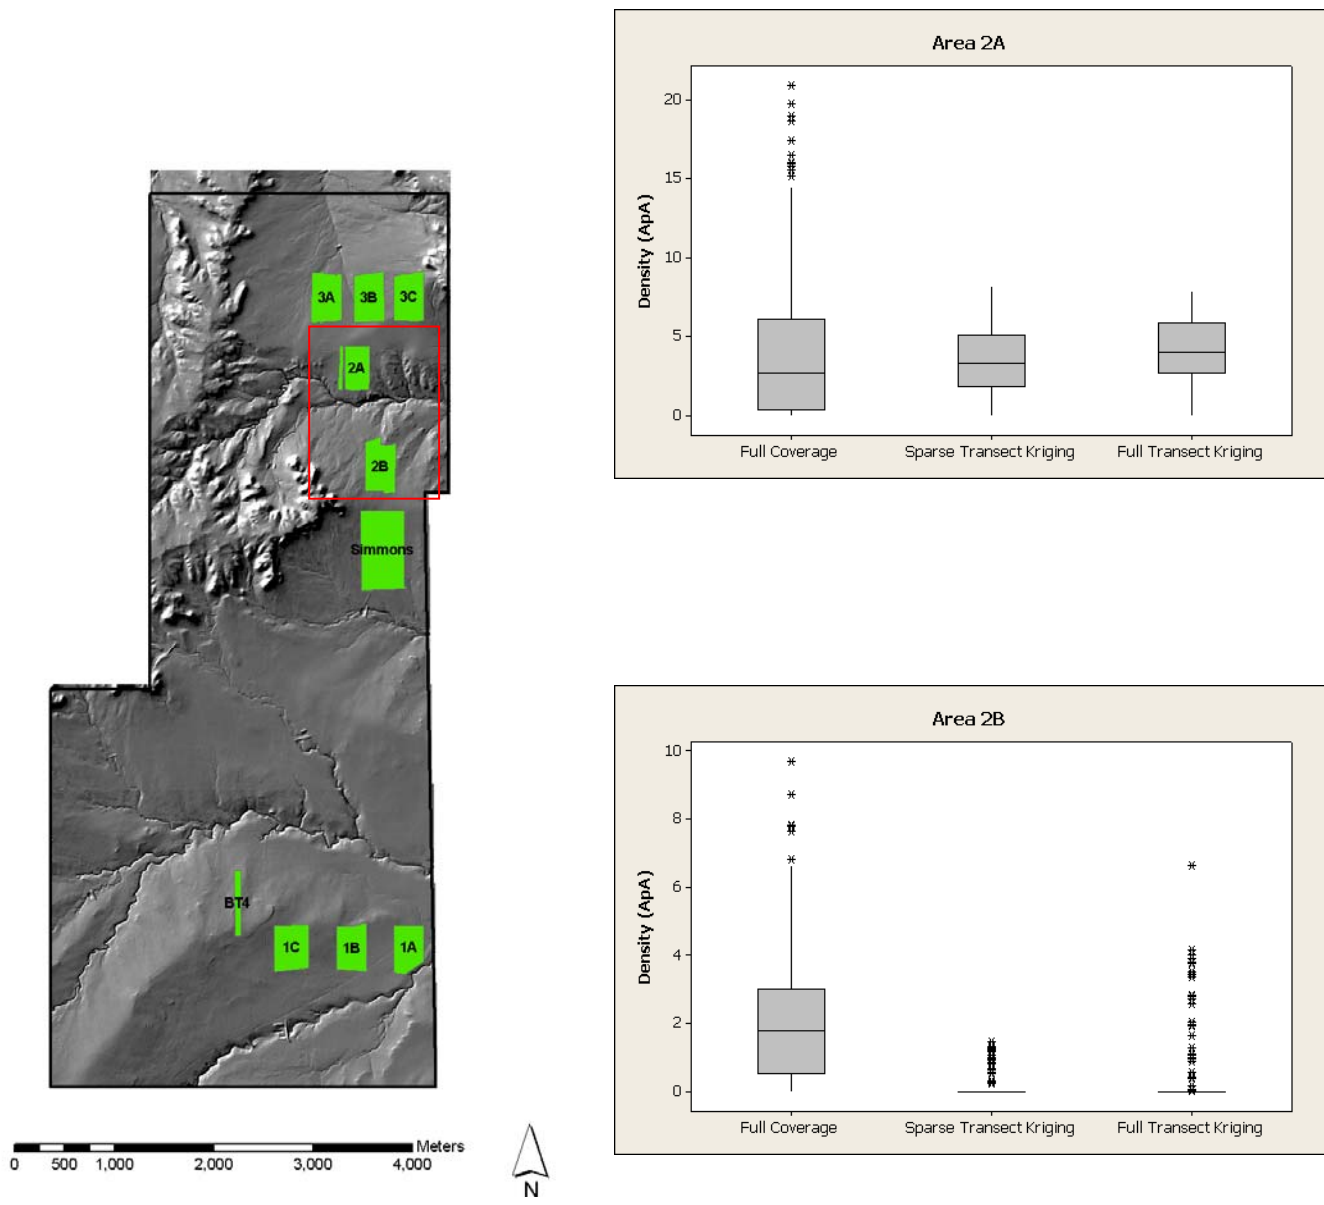 3A 3B 3C
2A
2B
Simmons
BT4
1C 1B 1A
Meters
0 500 1,000 2,000 3,000 4,000
N
Area 2A
Density (ApA)
20
15
10
5
0
Full Coverage Sparse Transect Kriging Full Transect Kriging
Area 2B
Density (ApA)
10
8
6
4
2
0
Full Coverage Sparse Transect Kriging Full Transect Kriging